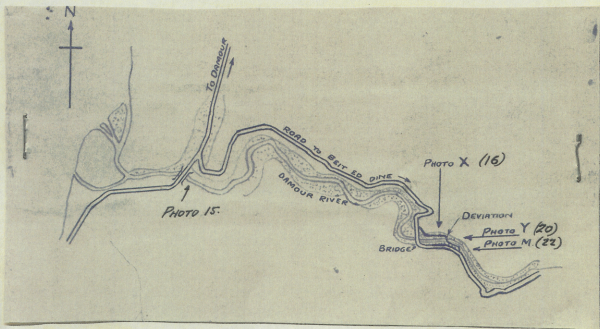 N
TO DAMOUR
ROAD TO BEIT ED DINE
PHOTO X (16)
DAMOUR RIVER
PHOTO 15.
DEVIATION
PHOTO Y (20)
BRIDGE
PHOTO M (22)